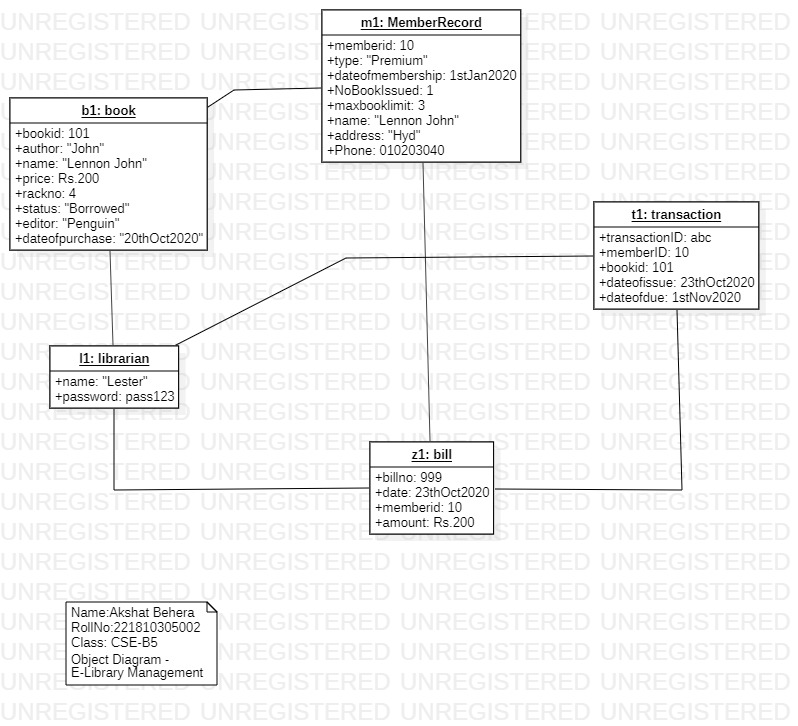 m1: MemberRecord
+memberid: 10
+type: "Premium"
+dateofmembership: 1stJan2020
+NoBookIssued: 1
+maxbooklimit: 3
+name: "Lennon John"
+address: "Hyd"
+Phone: 010203040
b1: book
+bookid: 101
+author: "John"
+name: "Lennon John"
+price: Rs.200
+rackno: 4
+status: "Borrowed"
+editor: "Penguin"
+dateofpurchase: "20thOct2020"
t1: transaction
+transactionID: abc
+memberID: 10
+bookid: 101
+dateofissue: 23thOct2020
+dateofdue: 1stNov2020
l1: librarian
+name: "Lester"
+password: pass123
z1: bill
+billno: 999
+date: 23thOct2020
+memberid: 10
+amount: Rs.200
Name:Akshat Behera
RollNo:221810305002
Class: CSE-B5
Object Diagram -
E-Library Management
UNREGISTERED